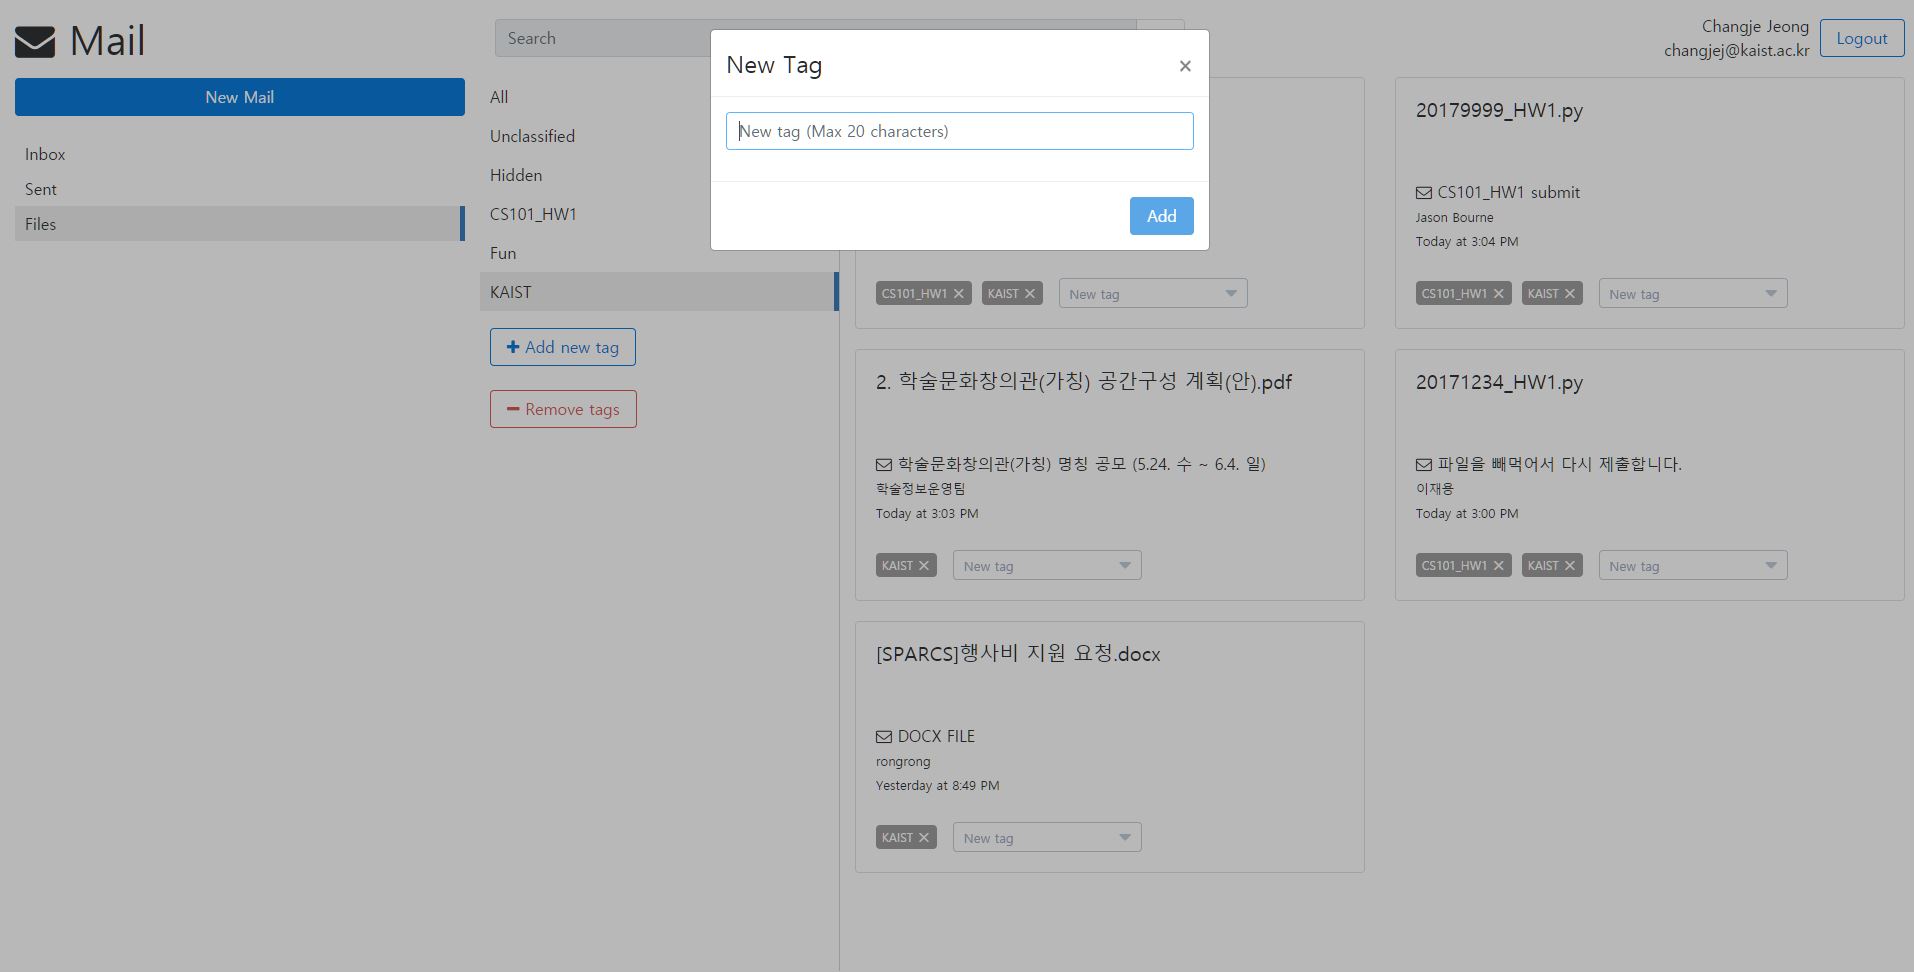 Mail
Search
Changje Jeong
changjej@kaist.ac.kr
Logout
New Mail
Inbox
Sent
Files
All
Unclassified
Hidden
CS101_HW1
Fun
KAIST
Add new tag
Remove tags
New Tag
×
New tag (Max 20 characters)
Add
CS101_HW1 ✕ KAIST ✕ New tag
20179999_HW1.py
CS101_HW1 submit
Jason Bourne
Today at 3:04 PM
CS101_HW1 ✕ KAIST ✕ New tag
2. 학술문화창의관(가칭) 공간구성 계획(안).pdf
학술문화창의관(가칭) 명칭 공모 (5.24. 수 ~ 6.4. 일)
학술정보운영팀
Today at 3:03 PM
KAIST ✕ New tag
20171234_HW1.py
파일을 빼먹어서 다시 제출합니다.
이재용
Today at 3:00 PM
CS101_HW1 ✕ KAIST ✕ New tag
[SPARCS]행사비 지원 요청.docx
DOCX FILE
rongrong
Yesterday at 8:49 PM
KAIST ✕ New tag